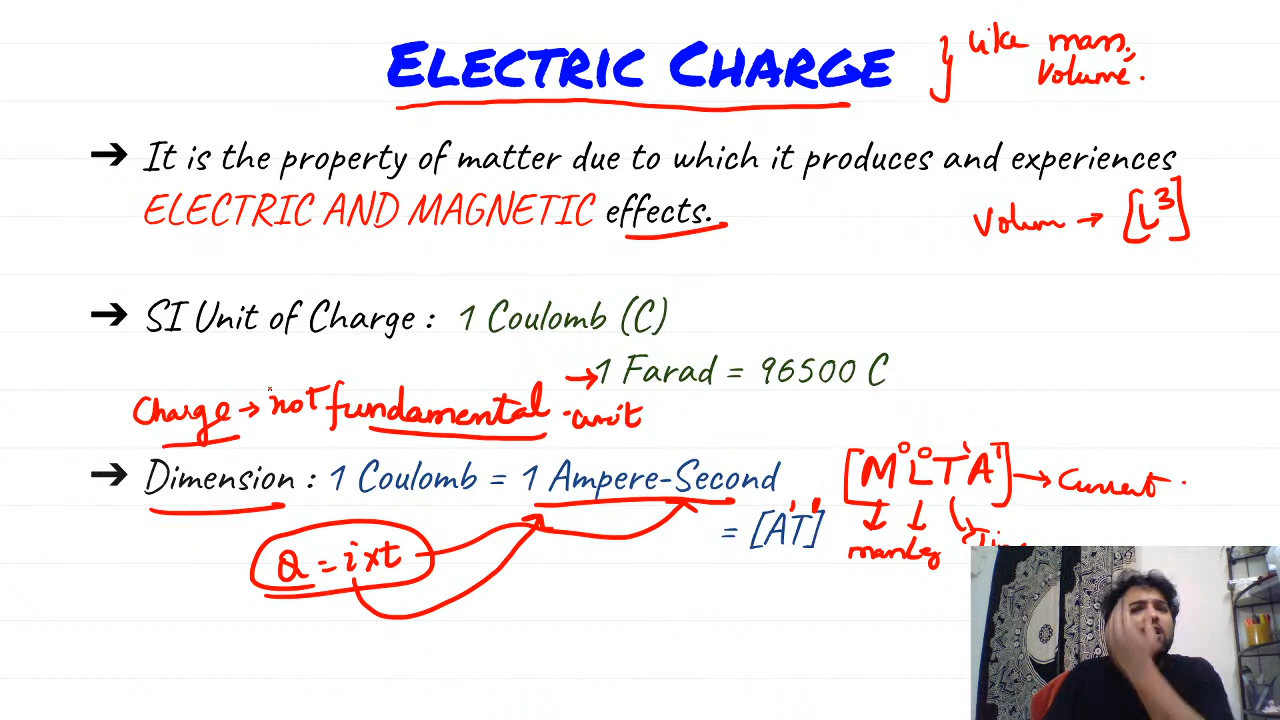 ELECTRIC CHARGE
} like mass,
Volume.
➔ It is the property of matter due to which it produces and experiences
ELECTRIC AND MAGNETIC effects.
Volum → [L³]
➔ SI Unit of Charge : 1 Coulomb (C)
→1 Farad = 96500 C
Charge → not fundamental unit
➔ Dimension : 1 Coulomb = 1 Ampere-Second
[M⁰L⁰T¹A¹] → Current.
= [A¹T¹]
Q = i×t